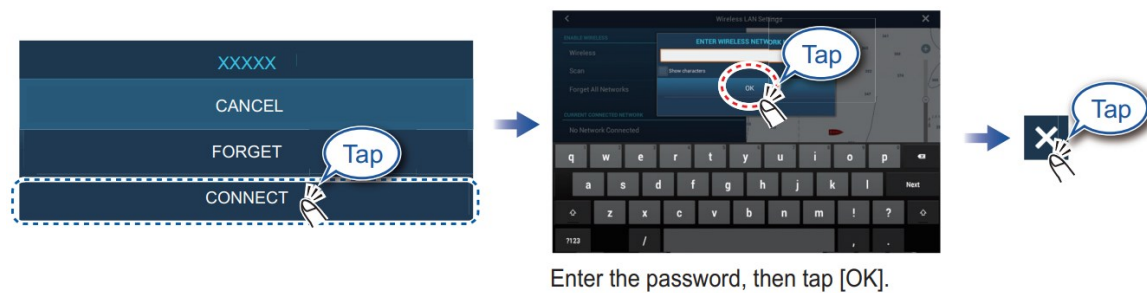 XXXXX
CANCEL
FORGET
CONNECT
Tap
Wireless LAN Settings
ENABLE WIRELESS
Wireless
Scan
Forget All Networks
CURRENT CONNECTED NETWORK
No Network Connected
ENTER WIRELESS NETWORK
Show characters
OK
Tap
q w e r t y u i o p
a s d f g h j k l Next
z x c v b n m ! ?
?123 / , .
Enter the password, then tap [OK].
Tap